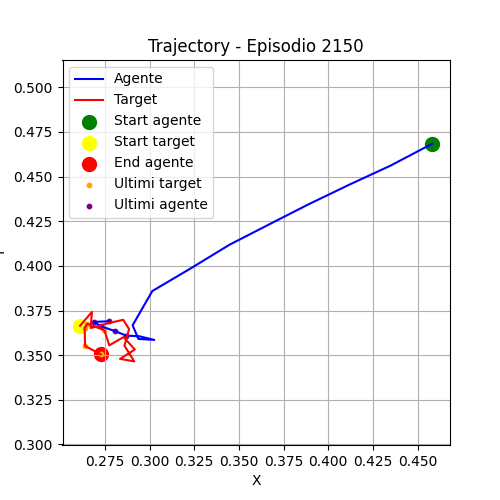 Trajectory - Episodio 2150
Agente
Target
Start agente
Start target
End agente
Ultimi target
Ultimi agente
0.500
0.475
0.450
0.425
0.400
0.375
0.350
0.325
0.300
0.275 0.300 0.325 0.350 0.375 0.400 0.425 0.450
X